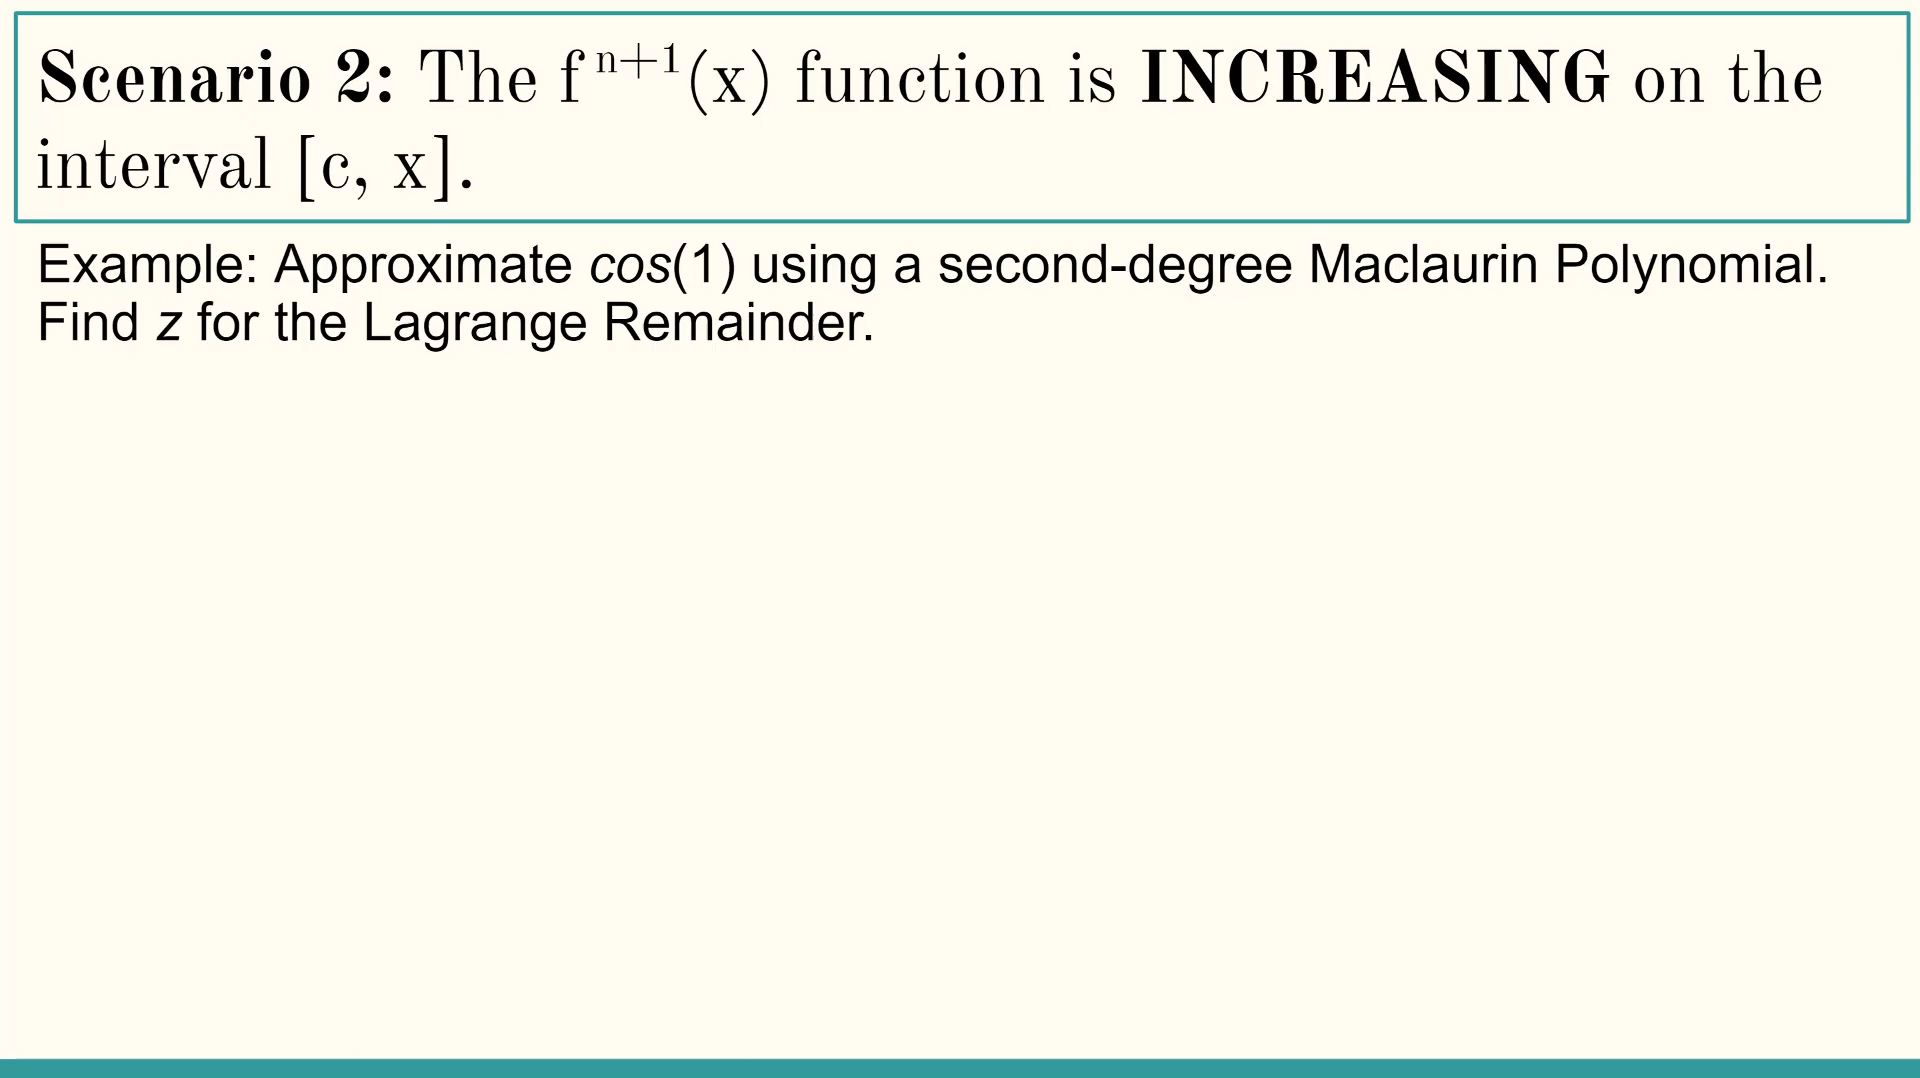 Scenario 2: The f n+1(x) function is INCREASING on the
interval [c, x].
Example: Approximate cos(1) using a second-degree Maclaurin Polynomial.
Find z for the Lagrange Remainder.